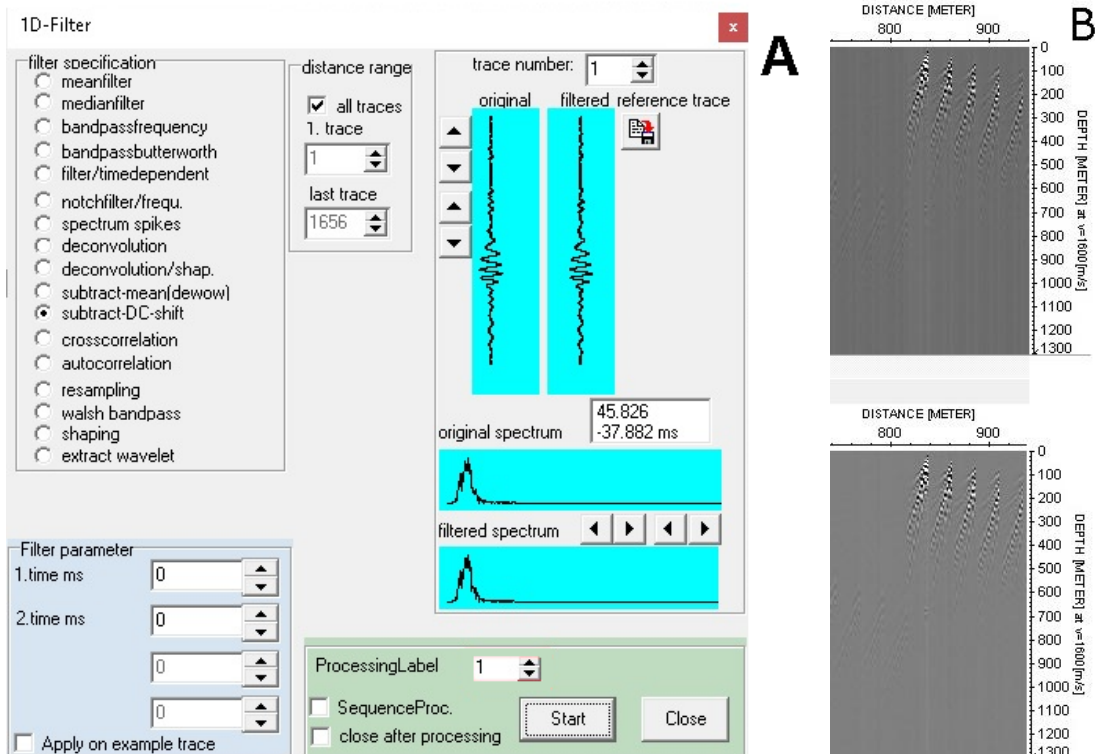 1D-Filter
x
filter specification
meanfilter
medianfilter
bandpassfrequency
bandpassbutterworth
filter/timedependent
notchfilter/frequ.
spectrum spikes
deconvolution
deconvolution/shap.
subtract-mean(dewow)
subtract-DC-shift
crosscorrelation
autocorrelation
resampling
walsh bandpass
shaping
extract wavelet
distance range
all traces
1. trace
1
last trace
1656
trace number: 1
original filtered reference trace
45.826
original spectrum -37.882 ms
filtered spectrum
Filter parameter
1.time ms 0
2.time ms 0
0
0
Apply on example trace
ProcessingLabel 1
SequenceProc.
close after processing
Start
Close
A
B
DISTANCE [METER]
800 900
0
100
200
300
400
500
600
700
800
900
1000
1100
1200
1300
DEPTH [METER] at v=1600[m/s]
DISTANCE [METER]
800 900
0
100
200
300
400
500
600
700
800
900
1000
1100
1200
1300
DEPTH [METER] at v=1600[m/s]